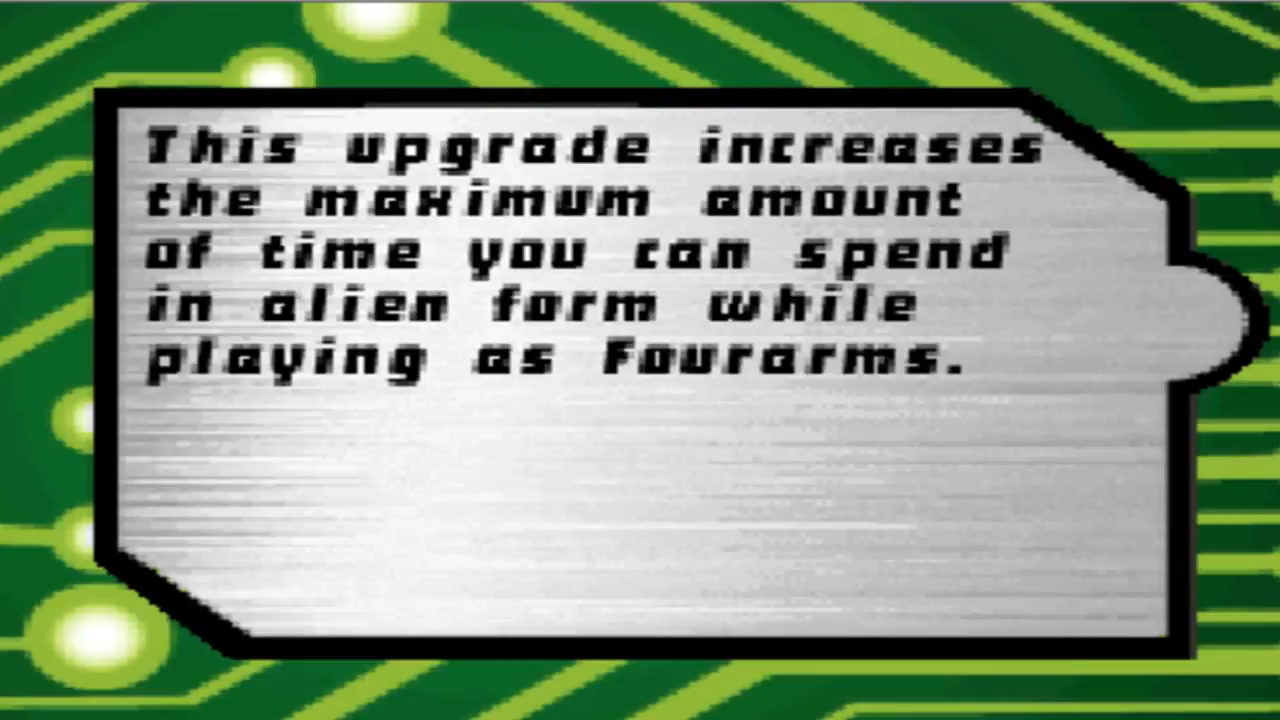 This upgrade increases
the maximum amount
of time you can spend
in alien form while
playing as Fourarms.